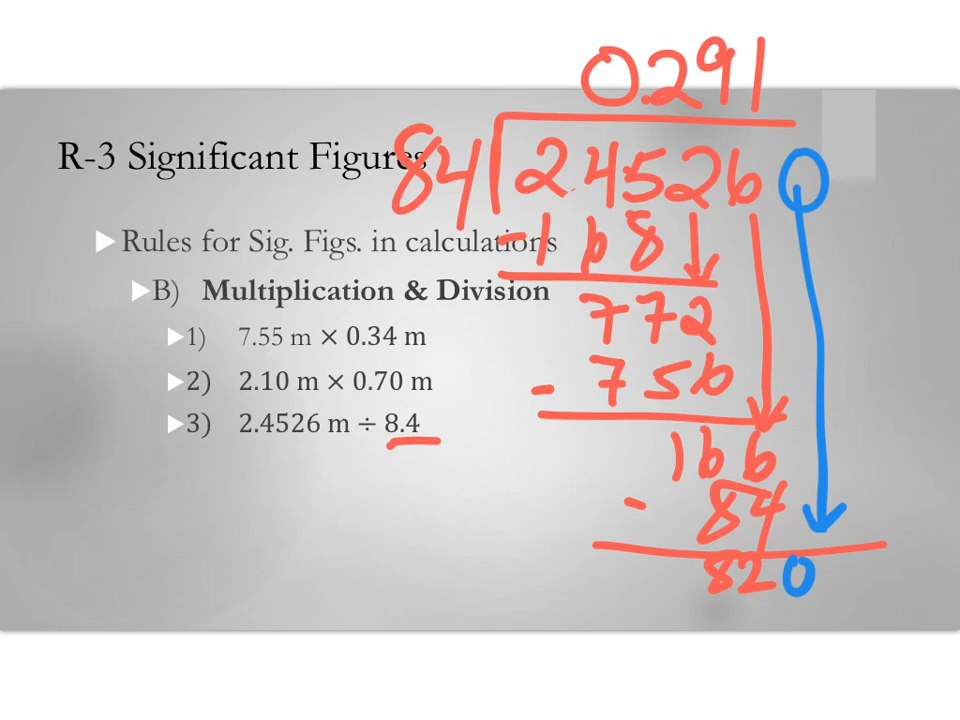 0.291
R-3 Significant Figures
84 24526 0
Rules for Sig. Figs. in calculations
-168
B) Multiplication & Division
772
1) 7.55 m × 0.34 m
2) 2.10 m × 0.70 m
- 756
3) 2.4526 m ÷ 8.4
166
- 84
820